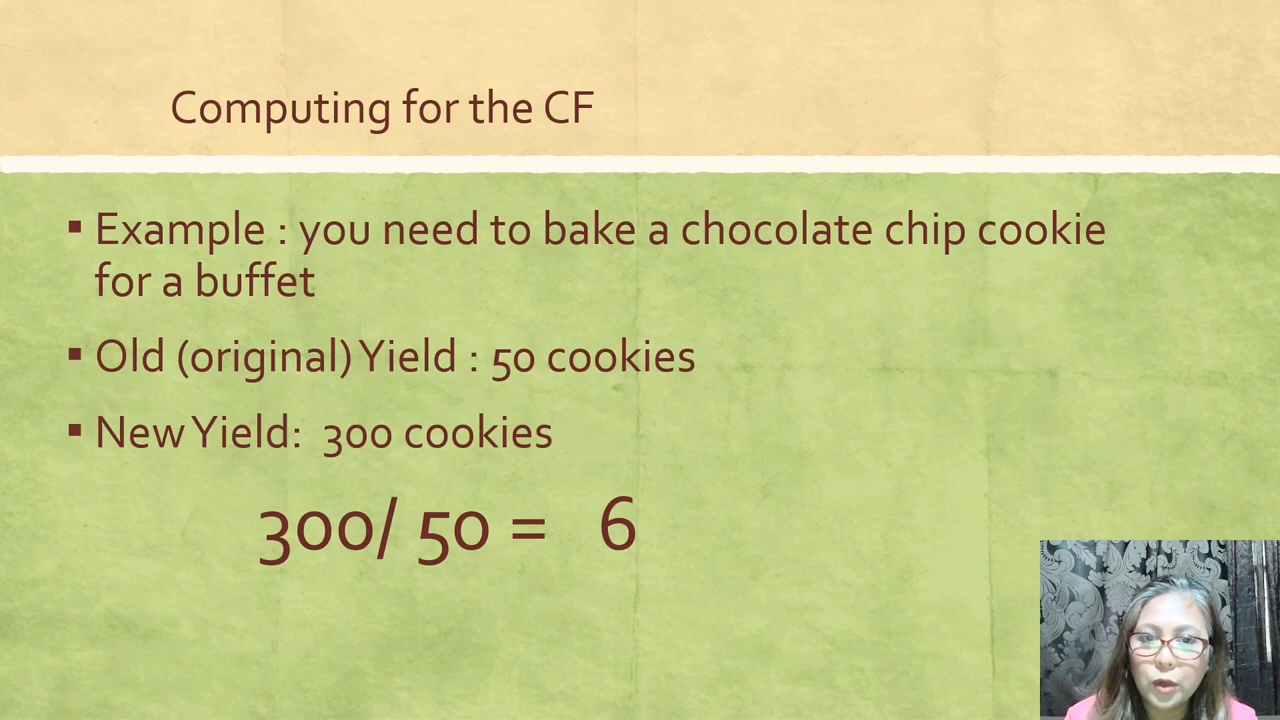 Computing for the CF
▪ Example : you need to bake a chocolate chip cookie
for a buffet
▪ Old (original) Yield : 50 cookies
▪ New Yield: 300 cookies
300/ 50 = 6